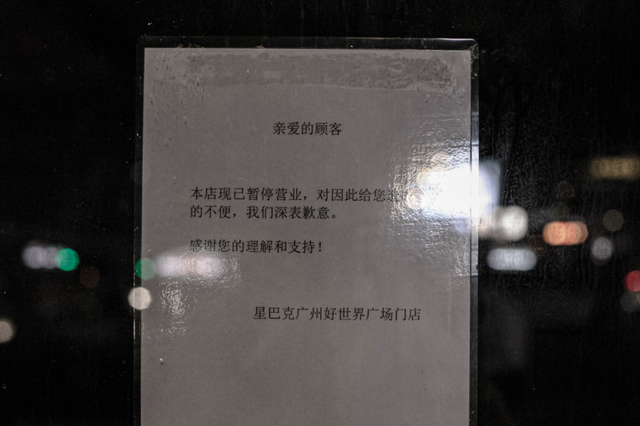 亲爱的顾客
本店现已暂停营业，对因此给您造
的不便，我们深表歉意。
感谢您的理解和支持！
星巴克广州好世界广场门店